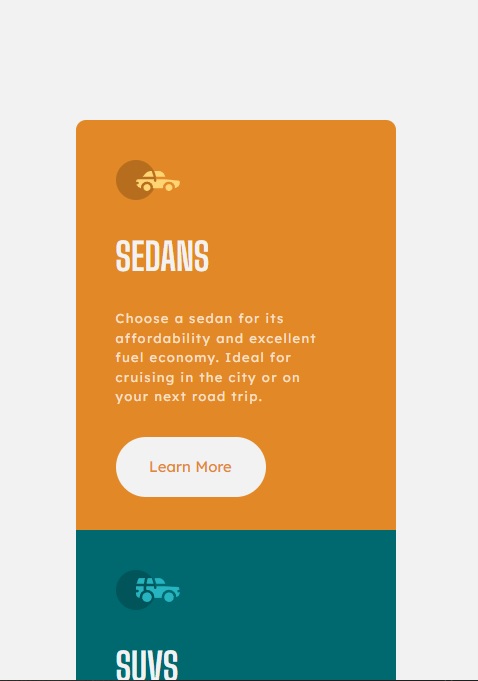 SEDANS
Choose a sedan for its
affordability and excellent
fuel economy. Ideal for
cruising in the city or on
your next road trip.
Learn More
SUVS